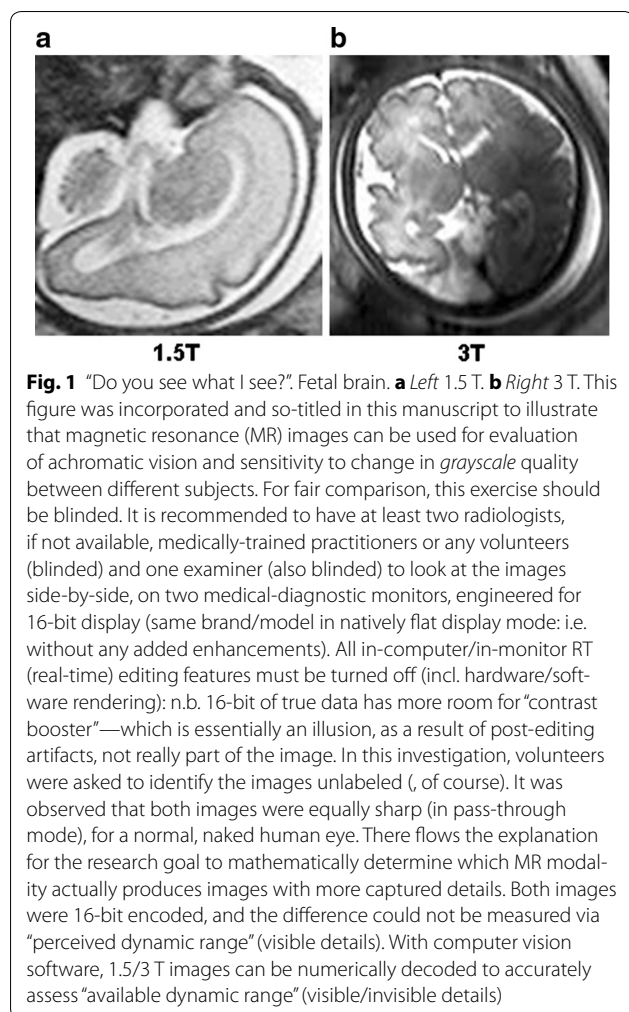 a b
1.5T 3T
Fig. 1 "Do you see what I see?". Fetal brain. a Left 1.5 T. b Right 3 T. This
figure was incorporated and so-titled in this manuscript to illustrate
that magnetic resonance (MR) images can be used for evaluation
of achromatic vision and sensitivity to change in grayscale quality
between different subjects. For fair comparison, this exercise should
be blinded. It is recommended to have at least two radiologists,
if not available, medically-trained practitioners or any volunteers
(blinded) and one examiner (also blinded) to look at the images
side-by-side, on two medical-diagnostic monitors, engineered for
16-bit display (same brand/model in natively flat display mode: i.e.
without any added enhancements). All in-computer/in-monitor RT
(real-time) editing features must be turned off (incl. hardware/soft-
ware rendering): n.b. 16-bit of true data has more room for "contrast
booster"—which is essentially an illusion, as a result of post-editing
artifacts, not really part of the image. In this investigation, volunteers
were asked to identify the images unlabeled (, of course). It was
observed that both images were equally sharp (in pass-through
mode), for a normal, naked human eye. There flows the explanation
for the research goal to mathematically determine which MR modal-
ity actually produces images with more captured details. Both images
were 16-bit encoded, and the difference could not be measured via
"perceived dynamic range" (visible details). With computer vision
software, 1.5/3 T images can be numerically decoded to accurately
assess "available dynamic range" (visible/invisible details)